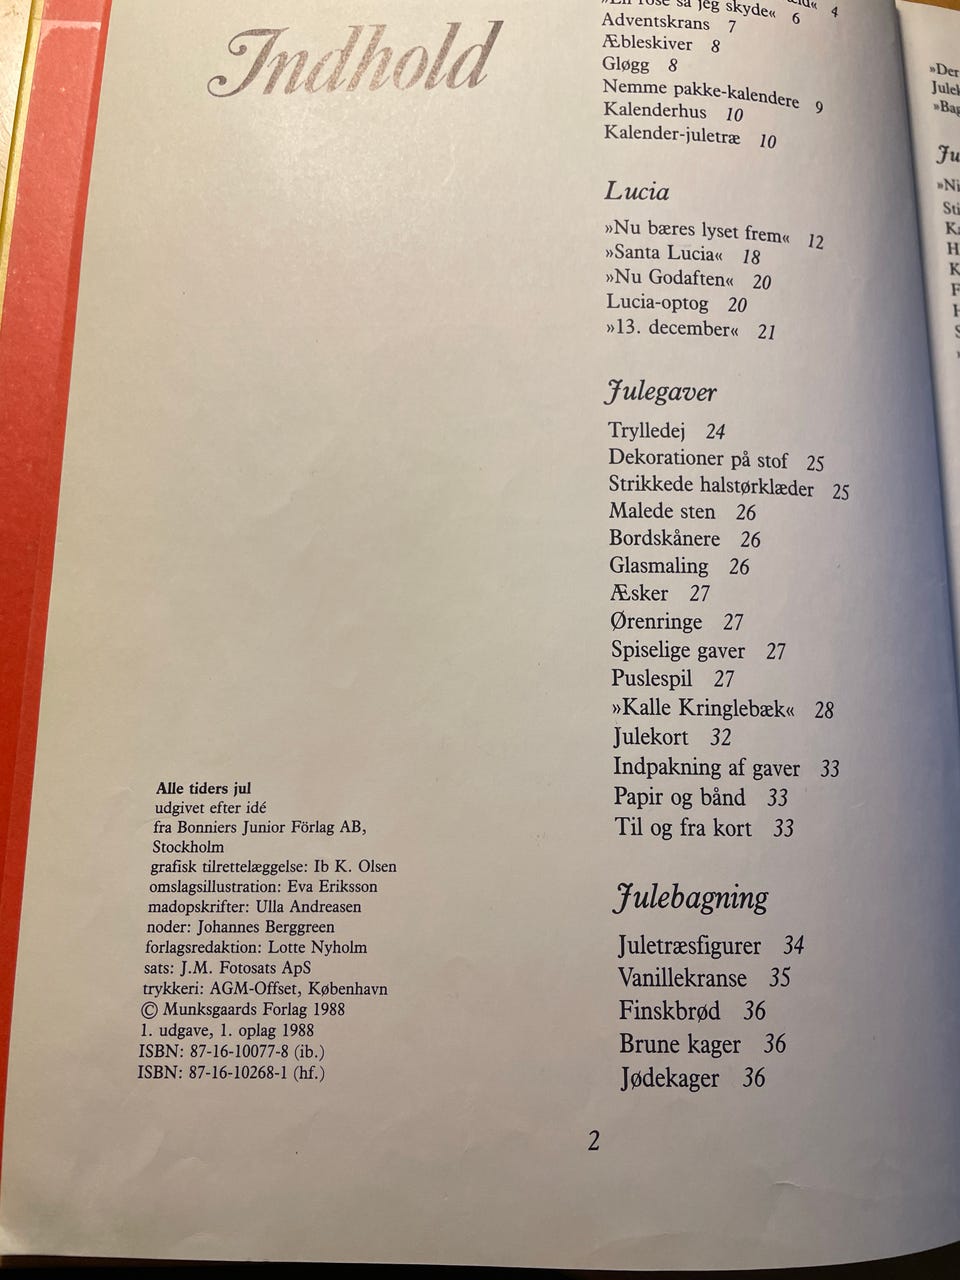 Indhold
rose så jeg skyde« 6
4
Adventskrans 7
Æbleskiver 8
Gløgg 8
Nemme pakke-kalendere 9
Kalenderhus 10
Kalender-juletræ 10
Lucia
»Nu bæres lyset frem« 12
»Santa Lucia« 18
»Nu Godaften« 20
Lucia-optog 20
»13. december« 21
Julegaver
Trylledej 24
Dekorationer på stof 25
Strikkede halstørklæder 25
Malede sten 26
Bordskånere 26
Glasmaling 26
Æsker 27
Ørenringe 27
Spiselige gaver 27
Puslespil 27
»Kalle Kringlebæk« 28
Julekort 32
Indpakning af gaver 33
Papir og bånd 33
Til og fra kort 33
Julebagning
Juletræsfigurer 34
Vanillekranse 35
Finskbrød 36
Brune kager 36
Jødekager 36
Alle tiders jul
udgivet efter idé
fra Bonniers Junior Förlag AB,
Stockholm
grafisk tilrettelæggelse: Ib K. Olsen
omslagsillustration: Eva Eriksson
madopskrifter: Ulla Andreasen
noder: Johannes Berggreen
forlagsredaktion: Lotte Nyholm
sats: J.M. Fotosats ApS
trykkeri: AGM-Offset, København
© Munksgaards Forlag 1988
1. udgave, 1. oplag 1988
ISBN: 87-16-10077-8 (ib.)
ISBN: 87-16-10268-1 (hf.)
2
»Der